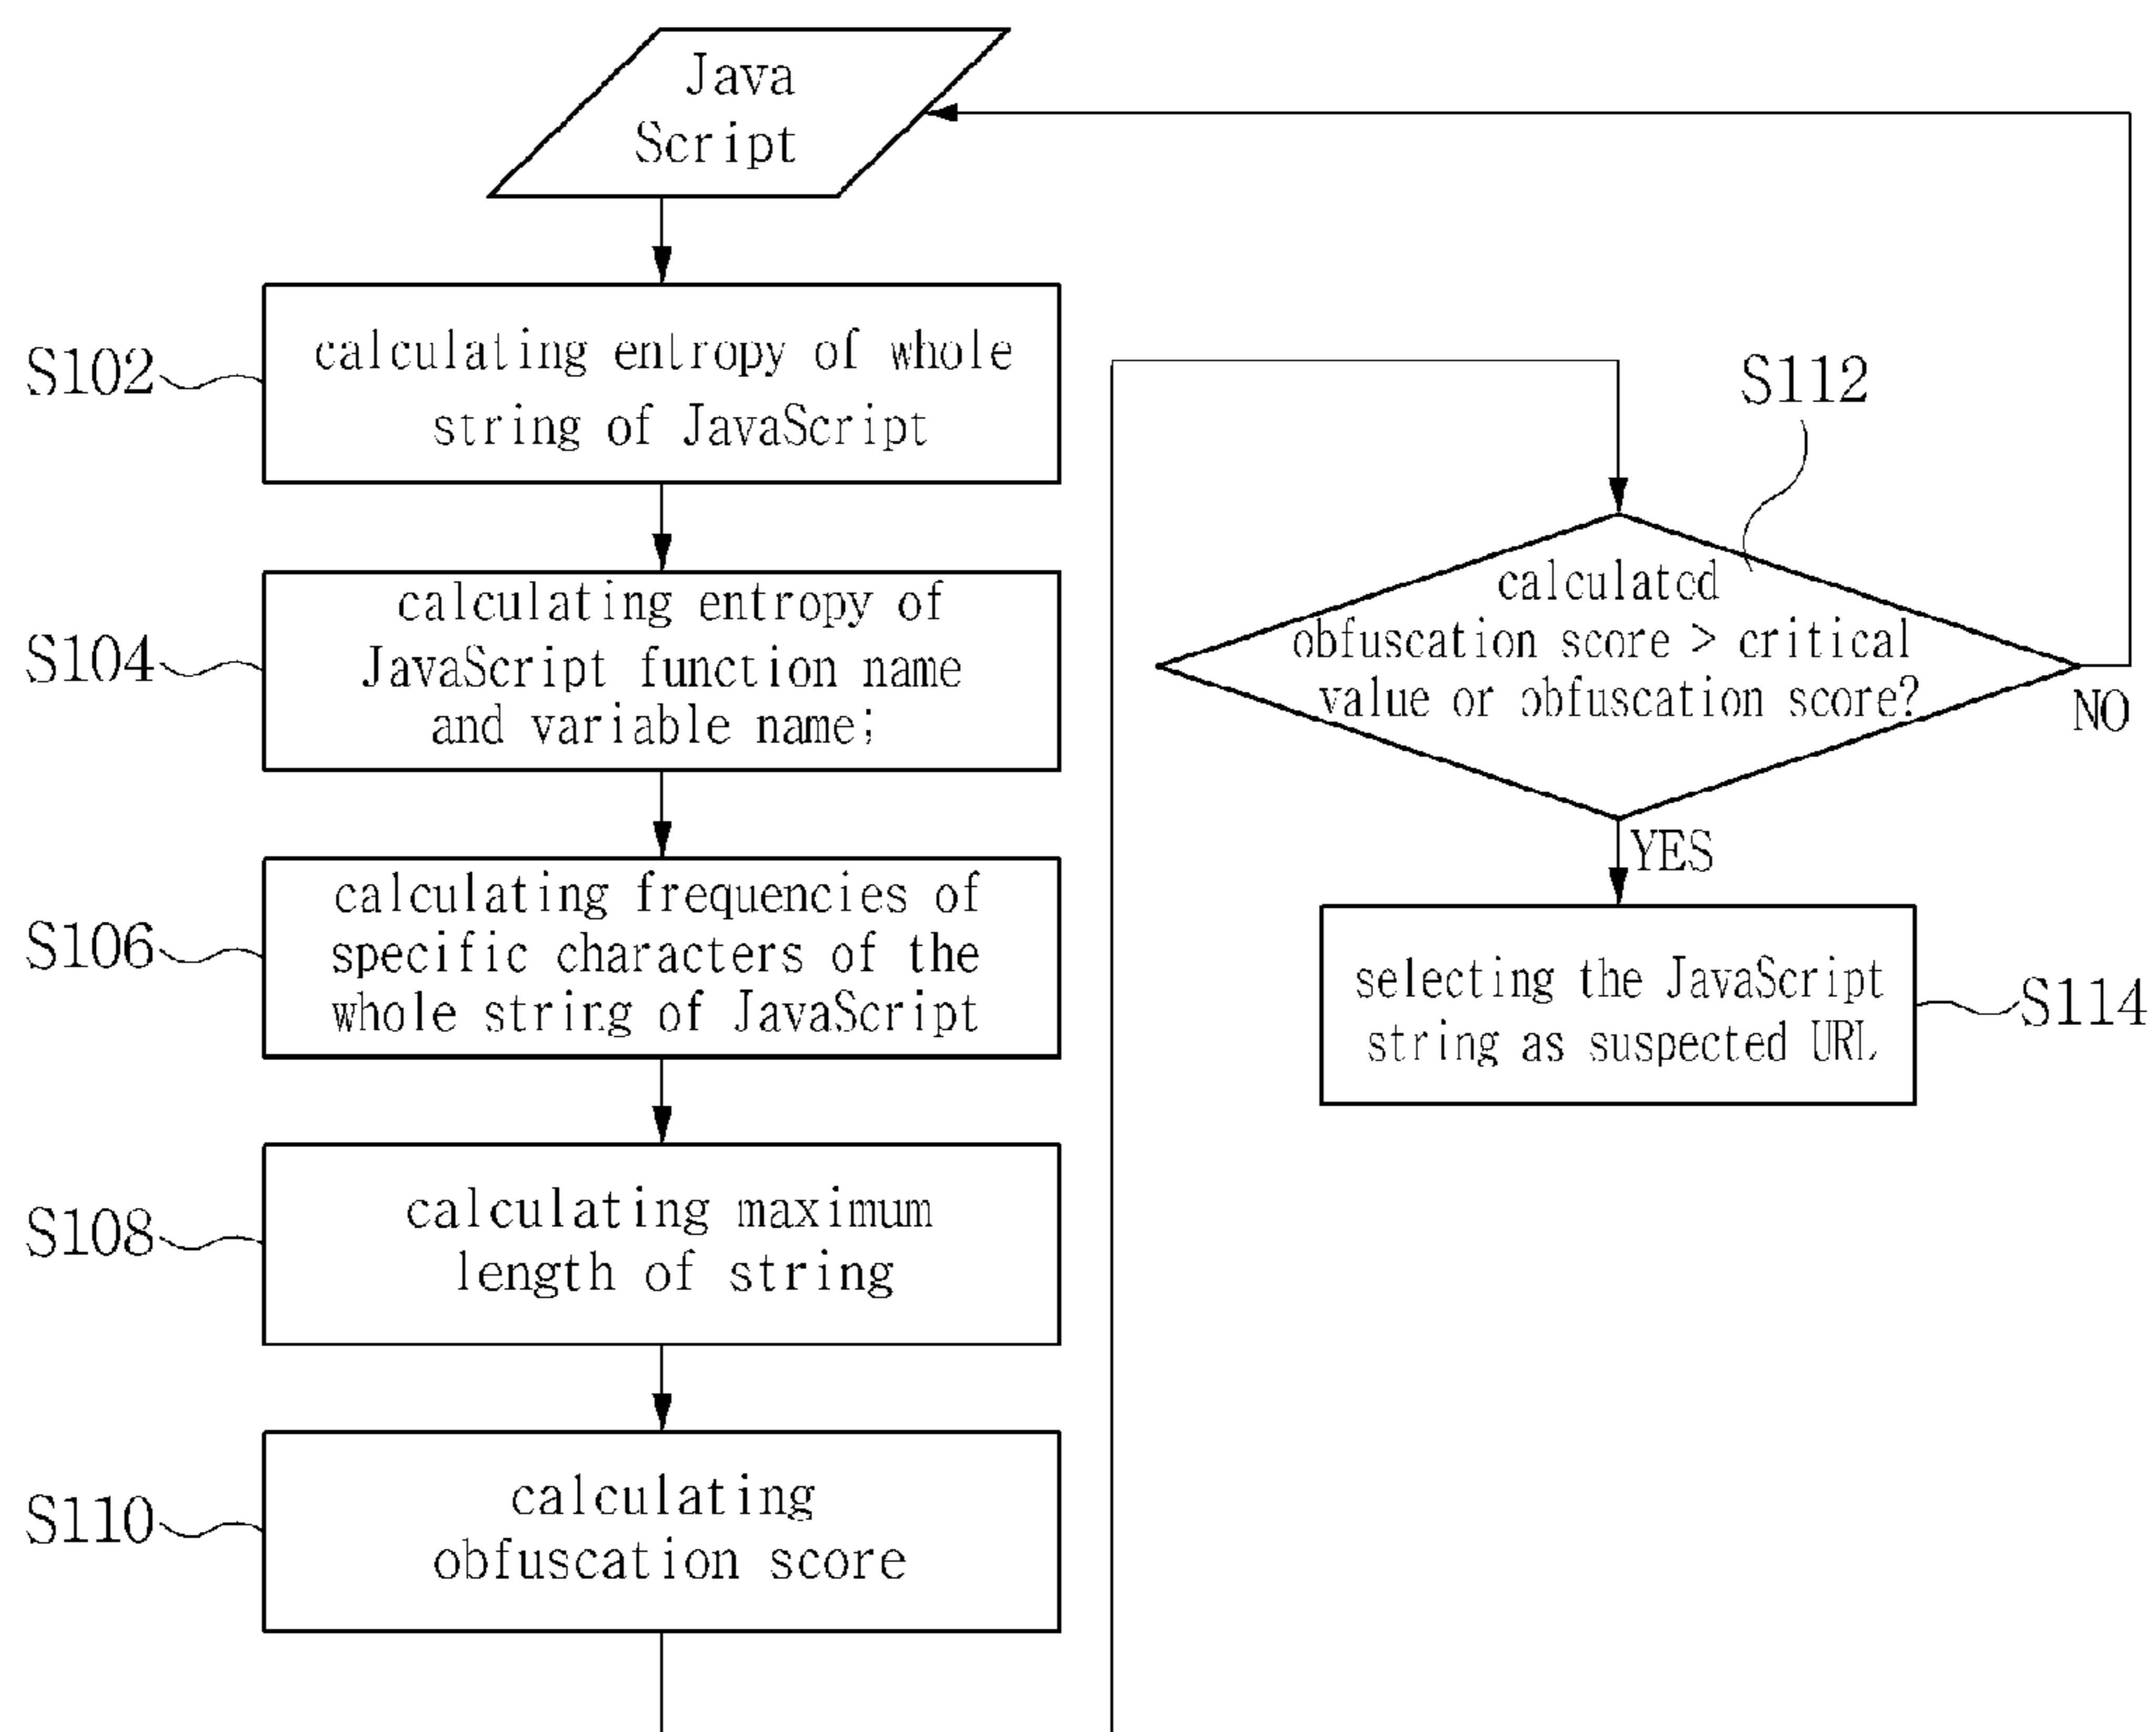 Java
Script
S102
calculating entropy of whole
string of JavaScript
S104
calculating entropy of
JavaScript function name
and variable name;
S106
calculating frequencies of
specific characters of the
whole string of JavaScript
S108
calculating maximum
length of string
S110
calculating
obfuscation score
S112
calculated
obfuscation score > critical
value or obfuscation score?
NO
YES
selecting the JavaScript
string as suspected URL
S114